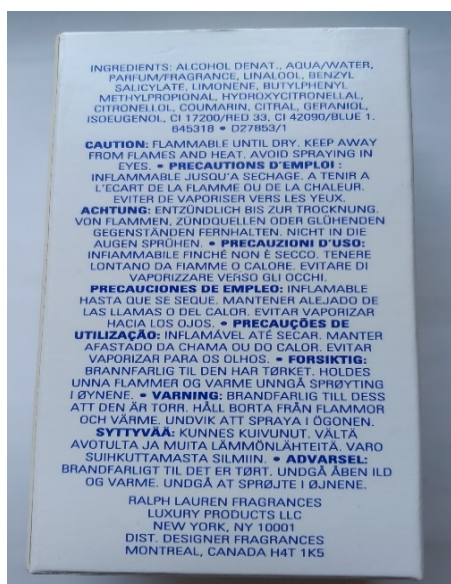 INGREDIENTS: ALCOHOL DENAT., AQUA/WATER,
PARFUM/FRAGRANCE, LINALOOL, BENZYL
SALICYLATE, LIMONENE, BUTYLPHENYL
METHYLPROPIONAL, HYDROXYCITRONELLAL,
CITRONELLOL, COUMARIN, CITRAL, GERANIOL,
ISOEUGENOL, CI 17200/RED 33, CI 42090/BLUE 1.
645318 • D27853/1
CAUTION: FLAMMABLE UNTIL DRY. KEEP AWAY
FROM FLAMES AND HEAT. AVOID SPRAYING IN
EYES. • PRECAUTIONS D'EMPLOI :
INFLAMMABLE JUSQU'A SECHAGE. A TENIR A
L'ECART DE LA FLAMME OU DE LA CHALEUR.
EVITER DE VAPORISER VERS LES YEUX.
ACHTUNG: ENTZÜNDLICH BIS ZUR TROCKNUNG.
VON FLAMMEN, ZÜNDQUELLEN ODER GLÜHENDEN
GEGENSTÄNDEN FERNHALTEN. NICHT IN DIE
AUGEN SPRÜHEN. • PRECAUZIONI D'USO:
INFIAMMABILE FINCHÉ NON È SECCO. TENERE
LONTANO DA FIAMME O CALORE. EVITARE DI
VAPORIZZARE VERSO GLI OCCHI.
PRECAUCIONES DE EMPLEO: INFLAMABLE
HASTA QUE SE SEQUE. MANTENER ALEJADO DE
LAS LLAMAS O DEL CALOR. EVITAR VAPORIZAR
HACIA LOS OJOS. • PRECAUÇÕES DE
UTILIZAÇÃO: INFLAMÁVEL ATÉ SECAR. MANTER
AFASTADO DA CHAMA OU DO CALOR. EVITAR
VAPORIZAR PARA OS OLHOS. • FORSIKTIG:
BRANNFARLIG TIL DEN HAR TØRKET. HOLDES
UNNA FLAMMER OG VARME UNNGÅ SPRØYTING
I ØYNENE. • VARNING: BRANDFARLIG TILL DESS
ATT DEN ÄR TORR. HÅLL BORTA FRÅN FLAMMOR
OCH VÄRME. UNDVIK ATT SPRAYA I ÖGONEN.
SYTTYVÄÄ: KUNNES KUIVUNUT. VÄLTÄ
AVOTULTA JA MUITA LÄMMÖNLÄHTEITÄ. VARO
SUIHKUTTAMASTA SILMIIN. • ADVARSEL:
BRANDFARLIGT TIL DET ER TØRT. UNDGÅ ÅBEN ILD
OG VARME. UNDGÅ AT SPRØJTE I ØJNENE.
RALPH LAUREN FRAGRANCES
LUXURY PRODUCTS LLC
NEW YORK, NY 10001
DIST. DESIGNER FRAGRANCES
MONTREAL, CANADA H4T 1K5